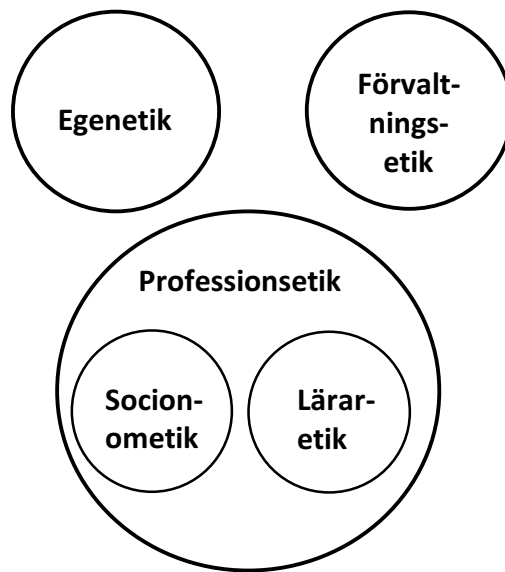 Egenetik
Förvalt-
nings-
etik
Professionsetik
Socion-
ometik
Lärar-
etik